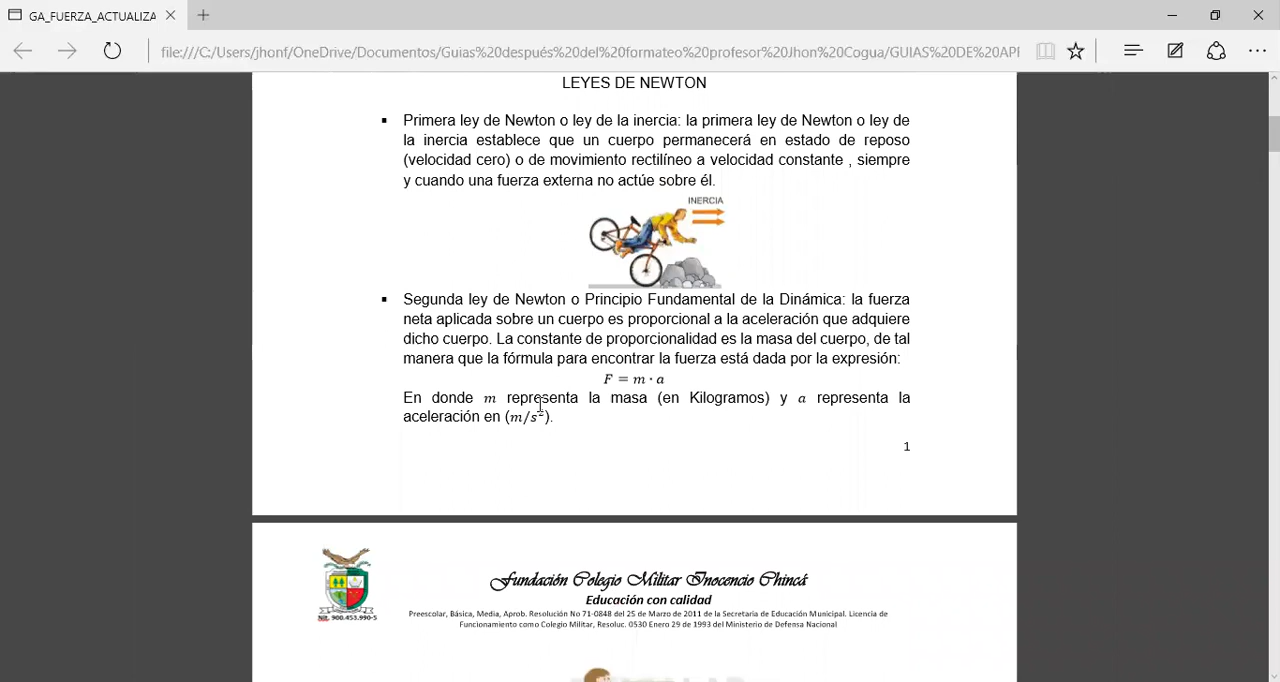 GA_FUERZA_ACTUALIZA
file:///C:/Users/jhonf/OneDrive/Documentos/Guias%20después%20del%20formateo%20profesor%20Jhon%20Cogua/GUIAS%20DE%20API
LEYES DE NEWTON
▪ Primera ley de Newton o ley de la inercia: la primera ley de Newton o ley de
la inercia establece que un cuerpo permanecerá en estado de reposo
(velocidad cero) o de movimiento rectilíneo a velocidad constante , siempre
y cuando una fuerza externa no actúe sobre él.
INERCIA
▪ Segunda ley de Newton o Principio Fundamental de la Dinámica: la fuerza
neta aplicada sobre un cuerpo es proporcional a la aceleración que adquiere
dicho cuerpo. La constante de proporcionalidad es la masa del cuerpo, de tal
manera que la fórmula para encontrar la fuerza está dada por la expresión:
F = m · a
En donde m representa la masa (en Kilogramos) y a representa la
aceleración en (m/s²).
1
Fundación Colegio Militar Inocencio Chincá
Educación con calidad
Preescolar, Básica, Media, Aprob. Resolución No 71-0848 del 25 de Marzo de 2011 de la Secretaria de Educación Municipal. Licencia de
Nit. 900.453.990-5
Funcionamiento como Colegio Militar, Resoluc. 0530 Enero 29 de 1993 del Ministerio de Defensa Nacional